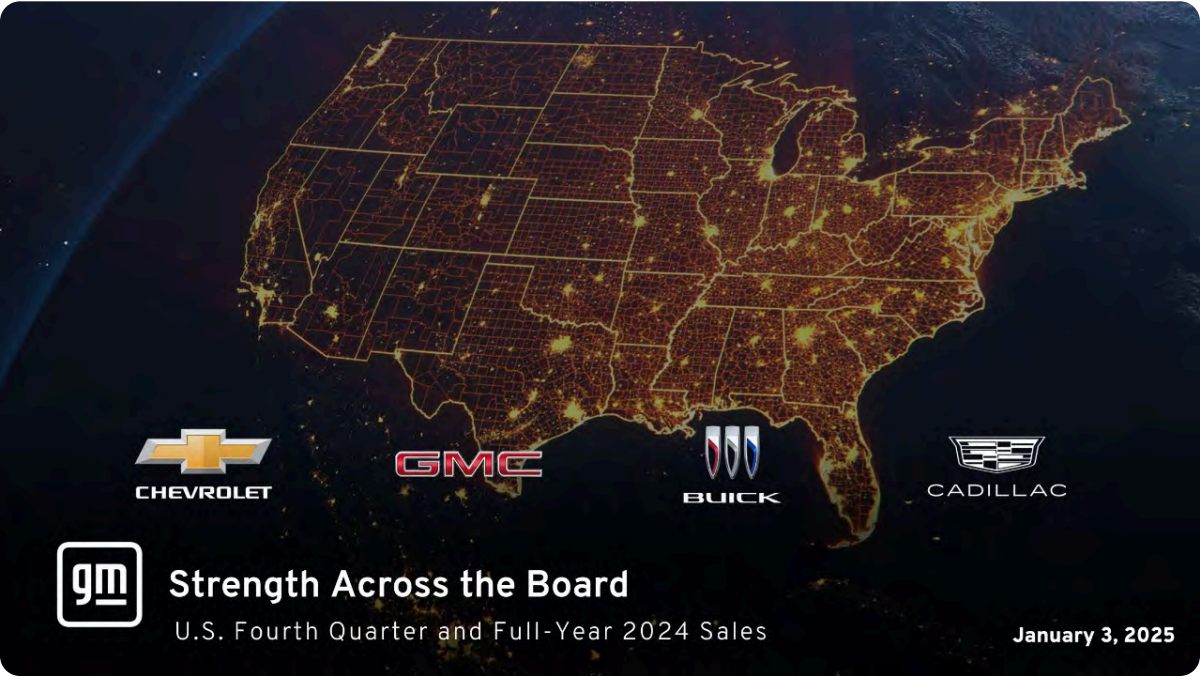 CHEVROLET
GMC
BUICK
CADILLAC
gm
Strength Across the Board
U.S. Fourth Quarter and Full-Year 2024 Sales
January 3, 2025